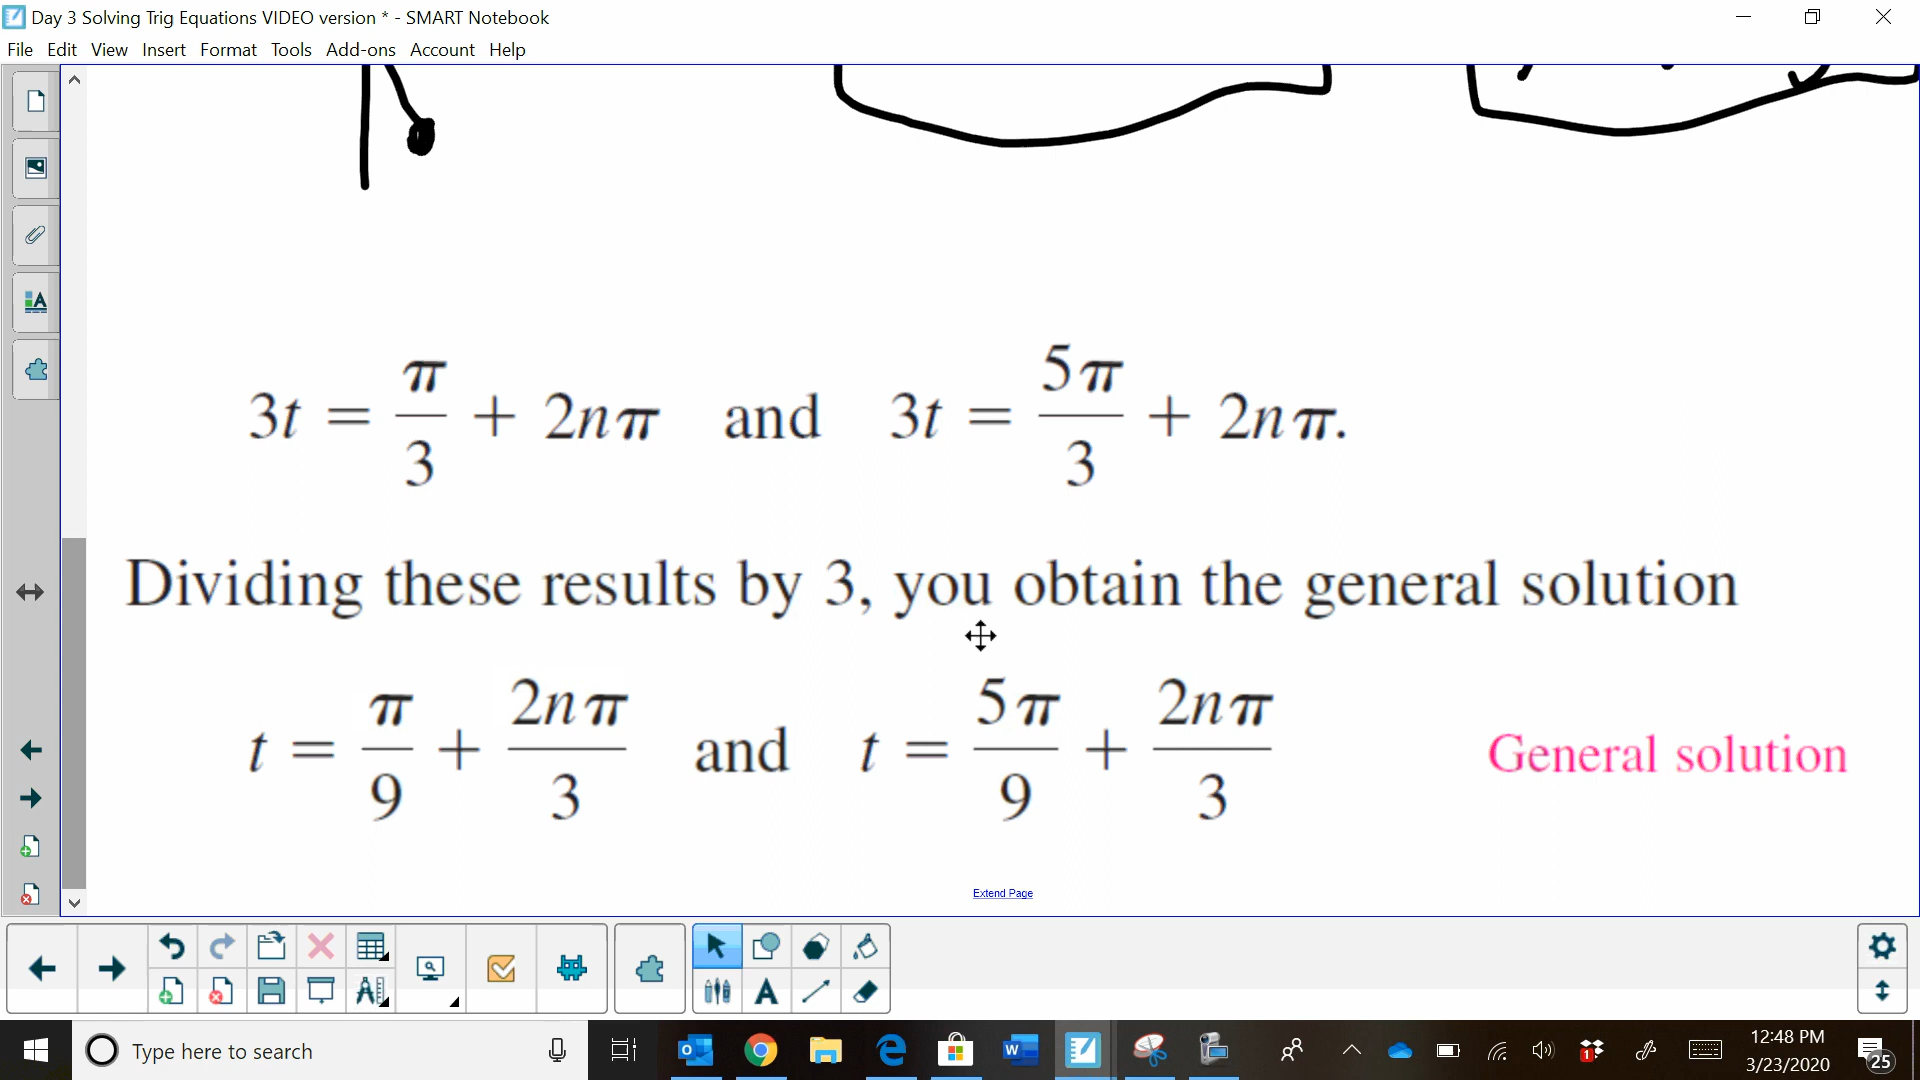 Day 3 Solving Trig Equations VIDEO version * - SMART Notebook
File Edit View Insert Format Tools Add-ons Account Help
3t = π/3 + 2nπ and 3t = 5π/3 + 2nπ.
Dividing these results by 3, you obtain the general solution
t = π/9 + 2nπ/3 and t = 5π/9 + 2nπ/3 General solution
Extend Page
Type here to search
12:48 PM
3/23/2020
1
25